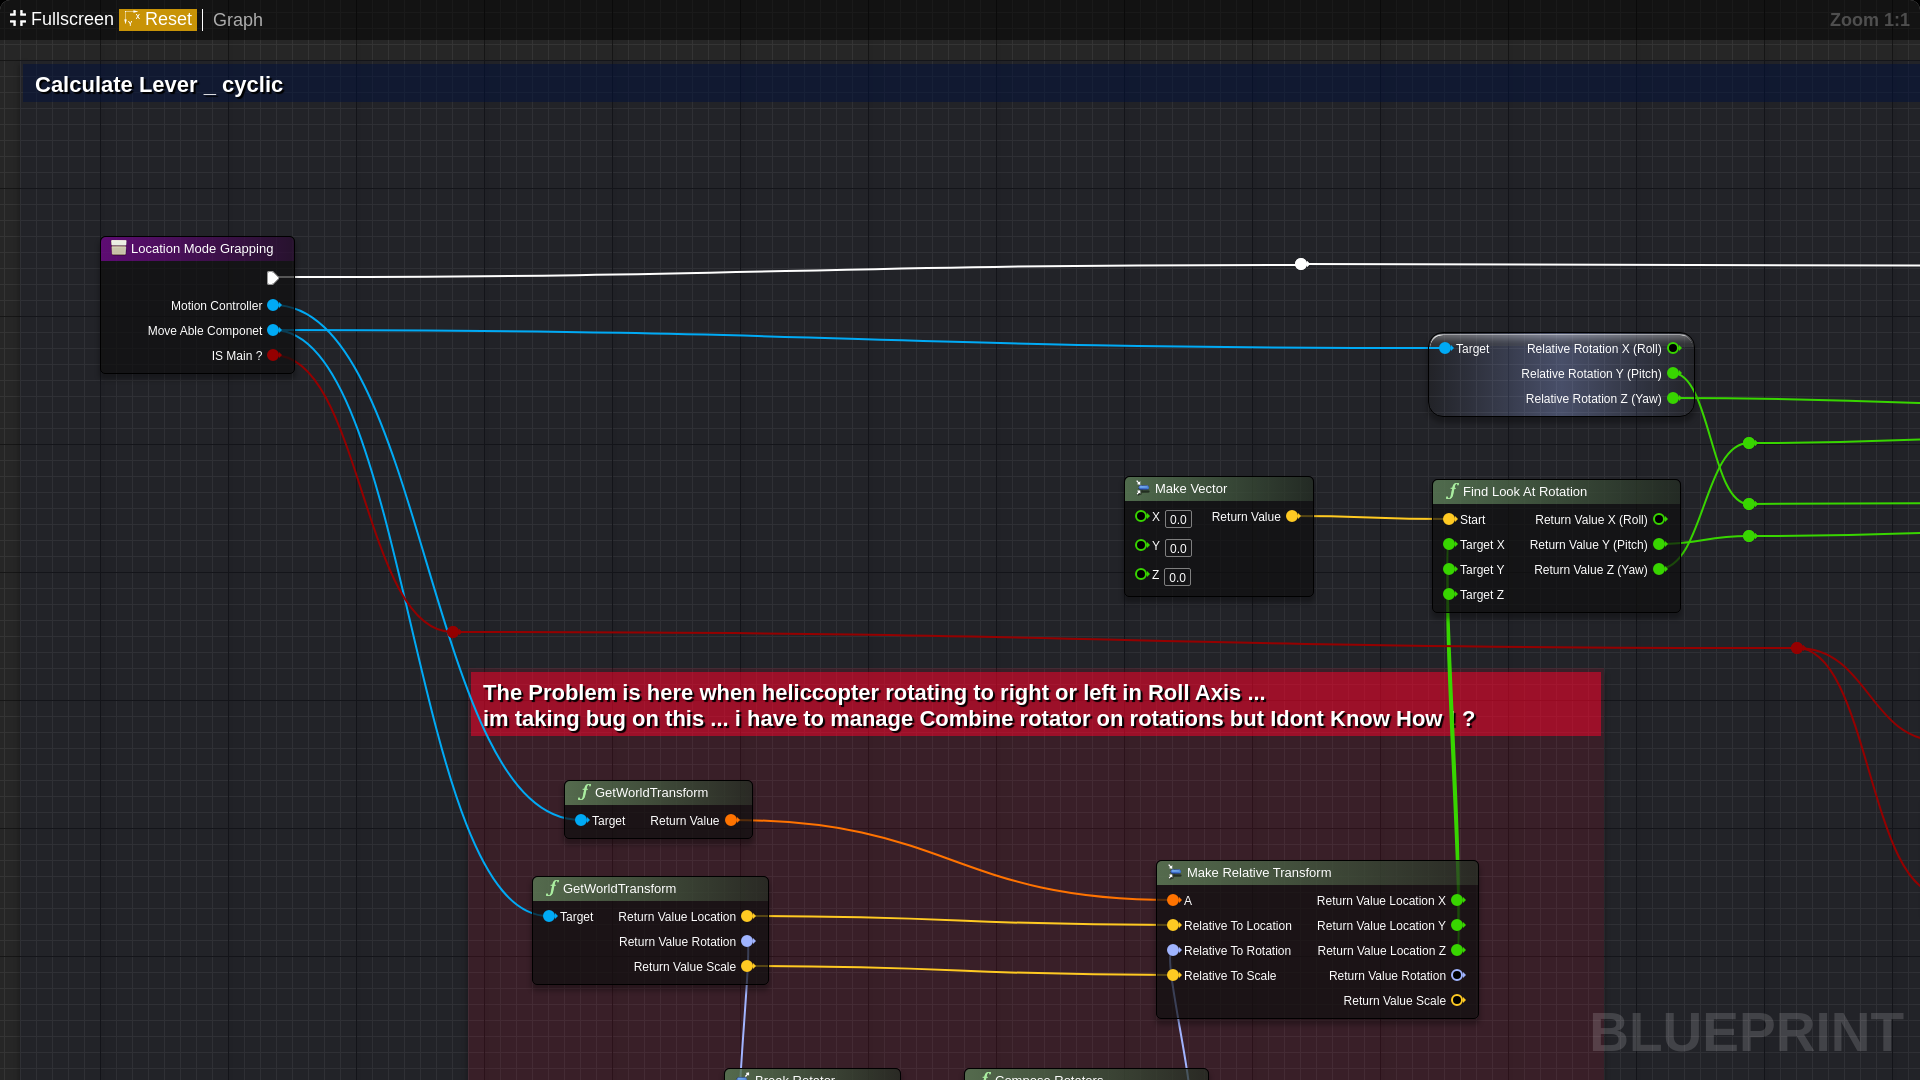 Fullscreen Reset Graph Zoom 1:1
Calculate Lever _ cyclic
Location Mode Grapping
Motion Controller
Move Able Componet
IS Main ?
Target Relative Rotation X (Roll)
Relative Rotation Y (Pitch)
Relative Rotation Z (Yaw)
Make Vector
X 0.0 Return Value
Y 0.0
Z 0.0
Find Look At Rotation
Start Return Value X (Roll)
Target X Return Value Y (Pitch)
Target Y Return Value Z (Yaw)
Target Z
The Problem is here when heliccopter rotating to right or left in Roll Axis ...
im taking bug on this ... i have to manage Combine rotator on rotations but Idont Know How ?
GetWorldTransform
Target Return Value
GetWorldTransform
Target Return Value Location
Return Value Rotation
Return Value Scale
Make Relative Transform
A Return Value Location X
Relative To Location Return Value Location Y
Relative To Rotation Return Value Location Z
Relative To Scale Return Value Rotation
Return Value Scale
BLUEPRINT
Break Rotator
Compose Rotators